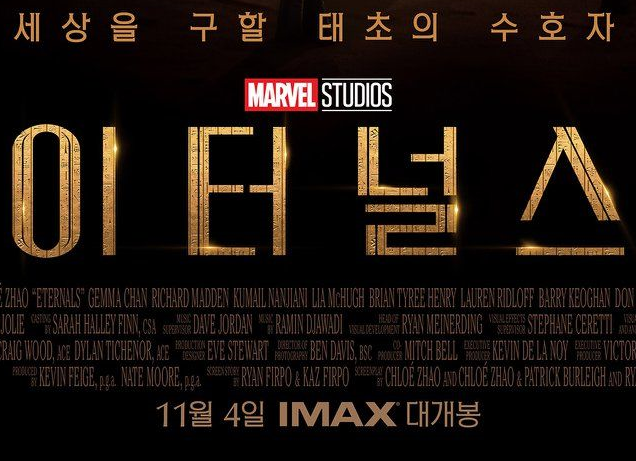 세상을 구할 태초의 수호자
MARVEL STUDIOS
이터널스
ZHAO "ETERNALS" GEMMA CHAN RICHARD MADDEN KUMAIL NANJIANI LIA McHUGH BRIAN TYREE HENRY LAUREN RIDLOFF BARRY KEOGHAN DON
JOLIE CASTING BY SARAH HALLEY FINN, CSA MUSIC SUPERVISOR DAVE JORDAN MUSIC BY RAMIN DJAWADI HEAD OF VISUAL DEVELOPMENT RYAN MEINERDING VISUAL EFFECTS SUPERVISOR STEPHANE CERETTI
CRAIG WOOD, ACE DYLAN TICHENOR, ACE PRODUCTION DESIGNER EVE STEWART DIRECTOR OF PHOTOGRAPHY BEN DAVIS, BSC CO-PRODUCER MITCH BELL EXECUTIVE PRODUCER KEVIN DE LA NOY EXECUTIVE PRODUCER VICTOR
PRODUCED BY KEVIN FEIGE, p.g.a. NATE MOORE, p.g.a. SCREEN STORY BY RYAN FIRPO & KAZ FIRPO SCREENPLAY BY CHLOÉ ZHAO AND CHLOÉ ZHAO & PATRICK BURLEIGH AND RY
11월 4일 IMAX® 대개봉